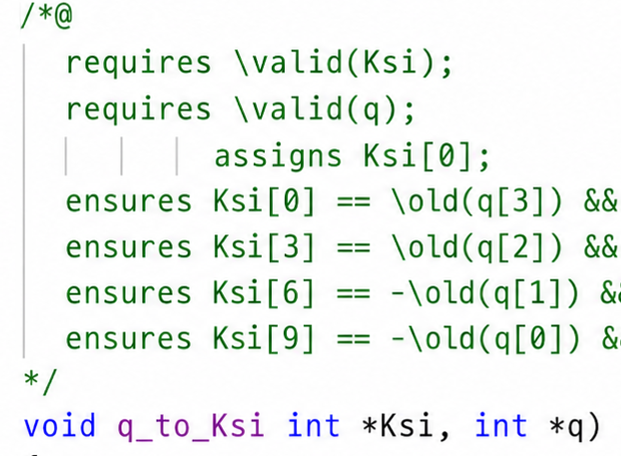 /*@
requires \valid(Ksi);
requires \valid(q);
assigns Ksi[0];
ensures Ksi[0] == \old(q[3]) &&
ensures Ksi[3] == \old(q[2]) &&
ensures Ksi[6] == -\old(q[1]) &&
ensures Ksi[9] == -\old(q[0]) &
*/
void q_to_Ksi int *Ksi, int *q)